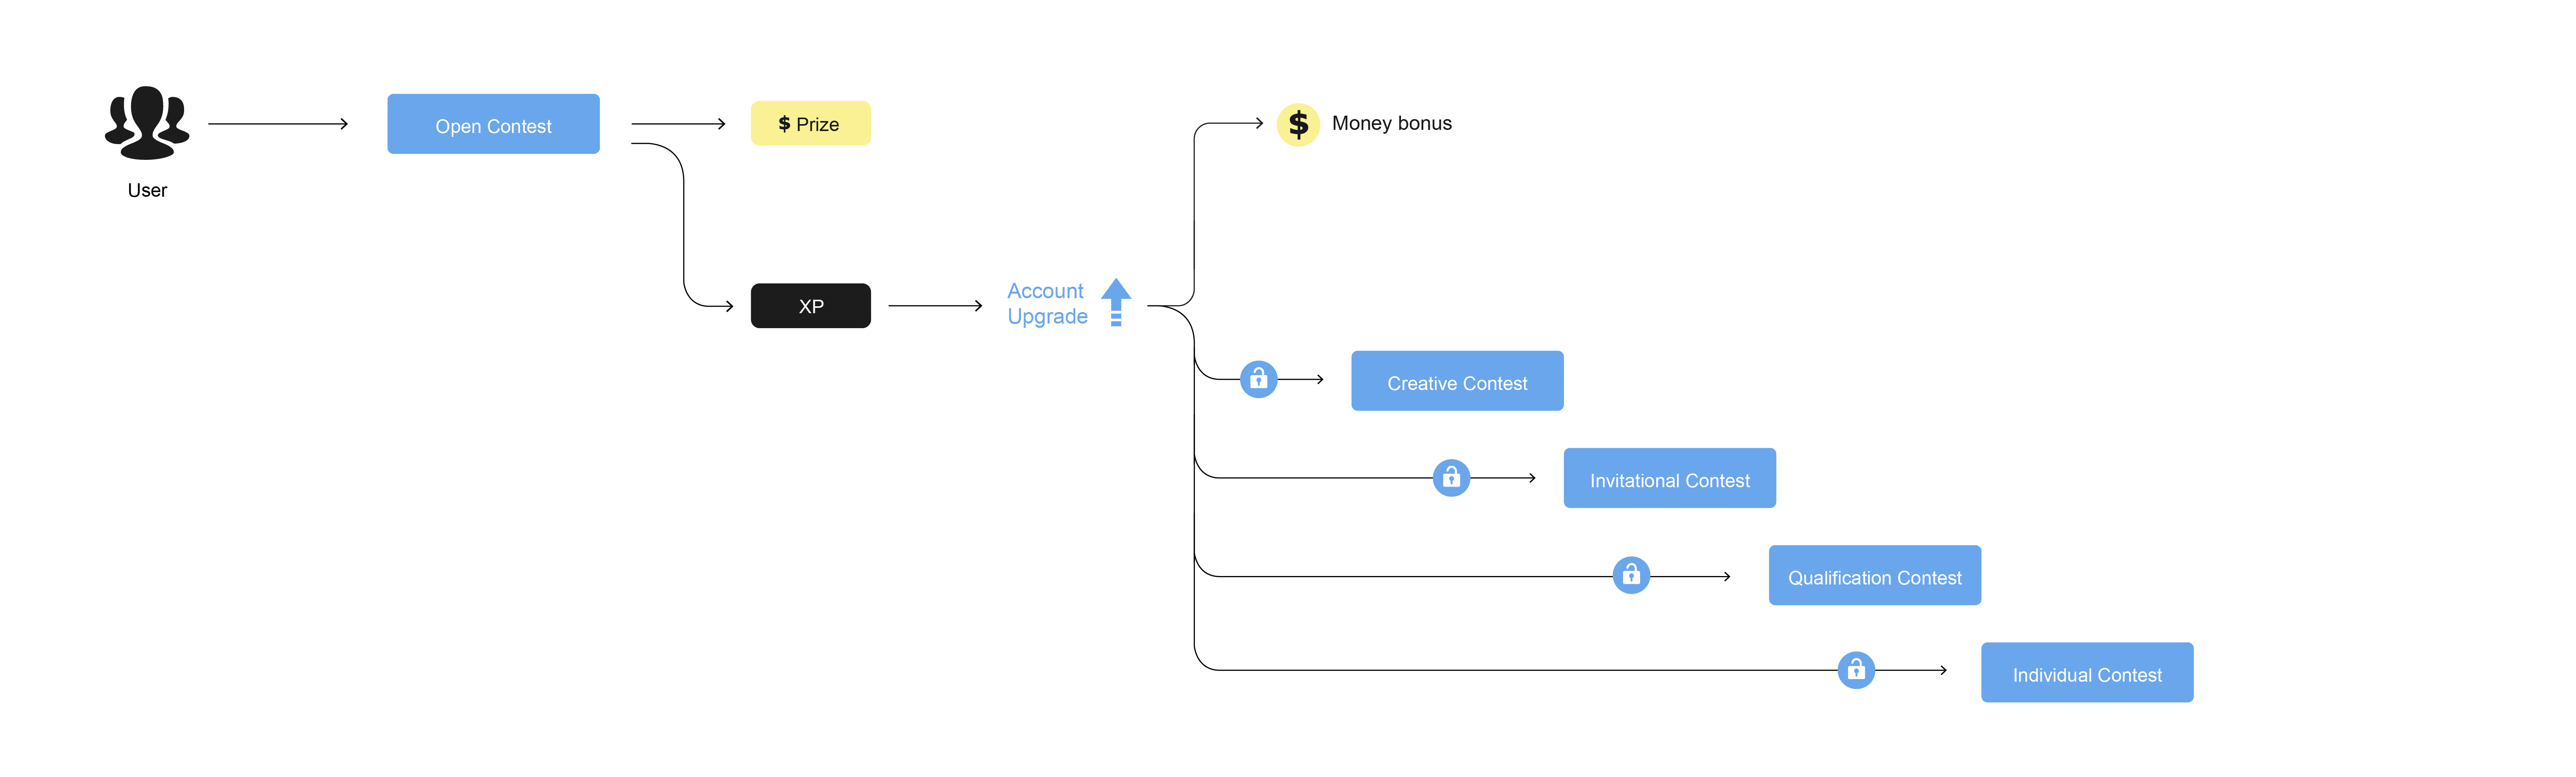 User
Open Contest
$ Prize
XP
Account
Upgrade
$ Money bonus
Creative Contest
Invitational Contest
Qualification Contest
Individual Contest